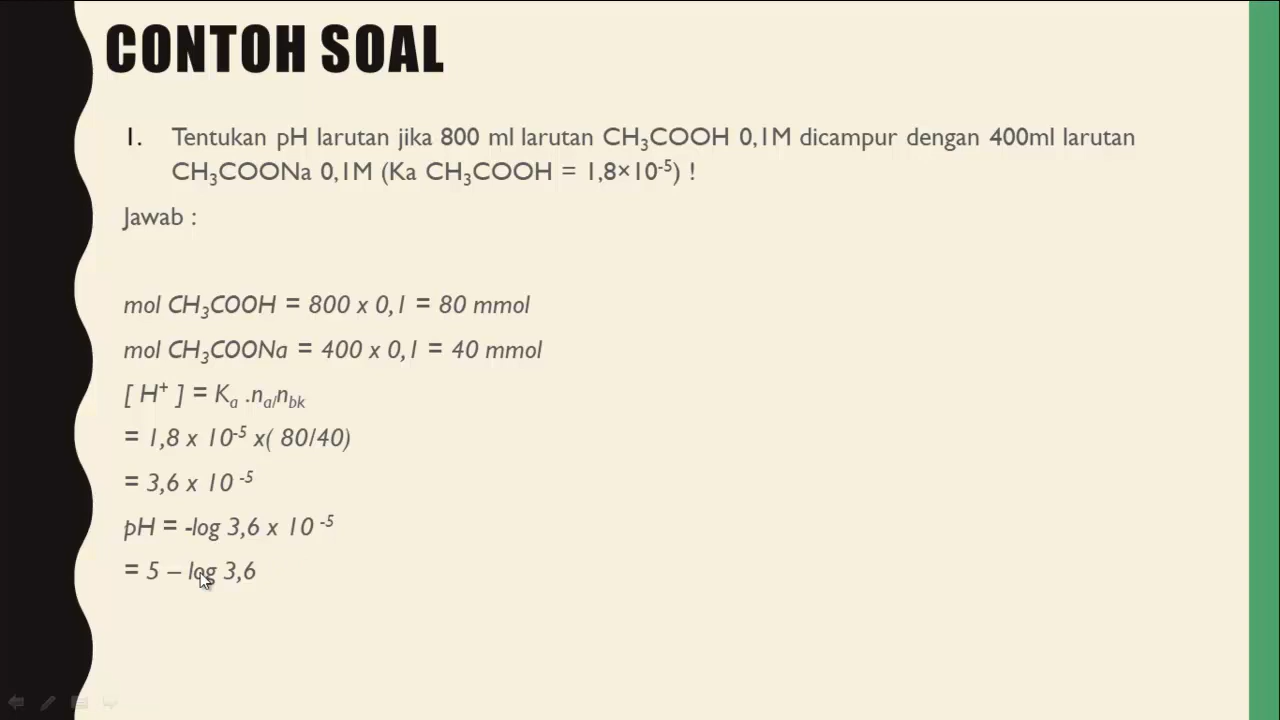 CONTOH SOAL
1. Tentukan pH larutan jika 800 ml larutan CH₃COOH 0,1M dicampur dengan 400ml larutan
CH₃COONa 0,1M (Ka CH₃COOH = 1,8×10⁻⁵) !
Jawab :
mol CH₃COOH = 800 x 0,1 = 80 mmol
mol CH₃COONa = 400 x 0,1 = 40 mmol
[ H⁺ ] = Kₐ .nₐ/n_bk
= 1,8 x 10⁻⁵ x( 80/40)
= 3,6 x 10 ⁻⁵
pH = -log 3,6 x 10 ⁻⁵
= 5 – log 3,6